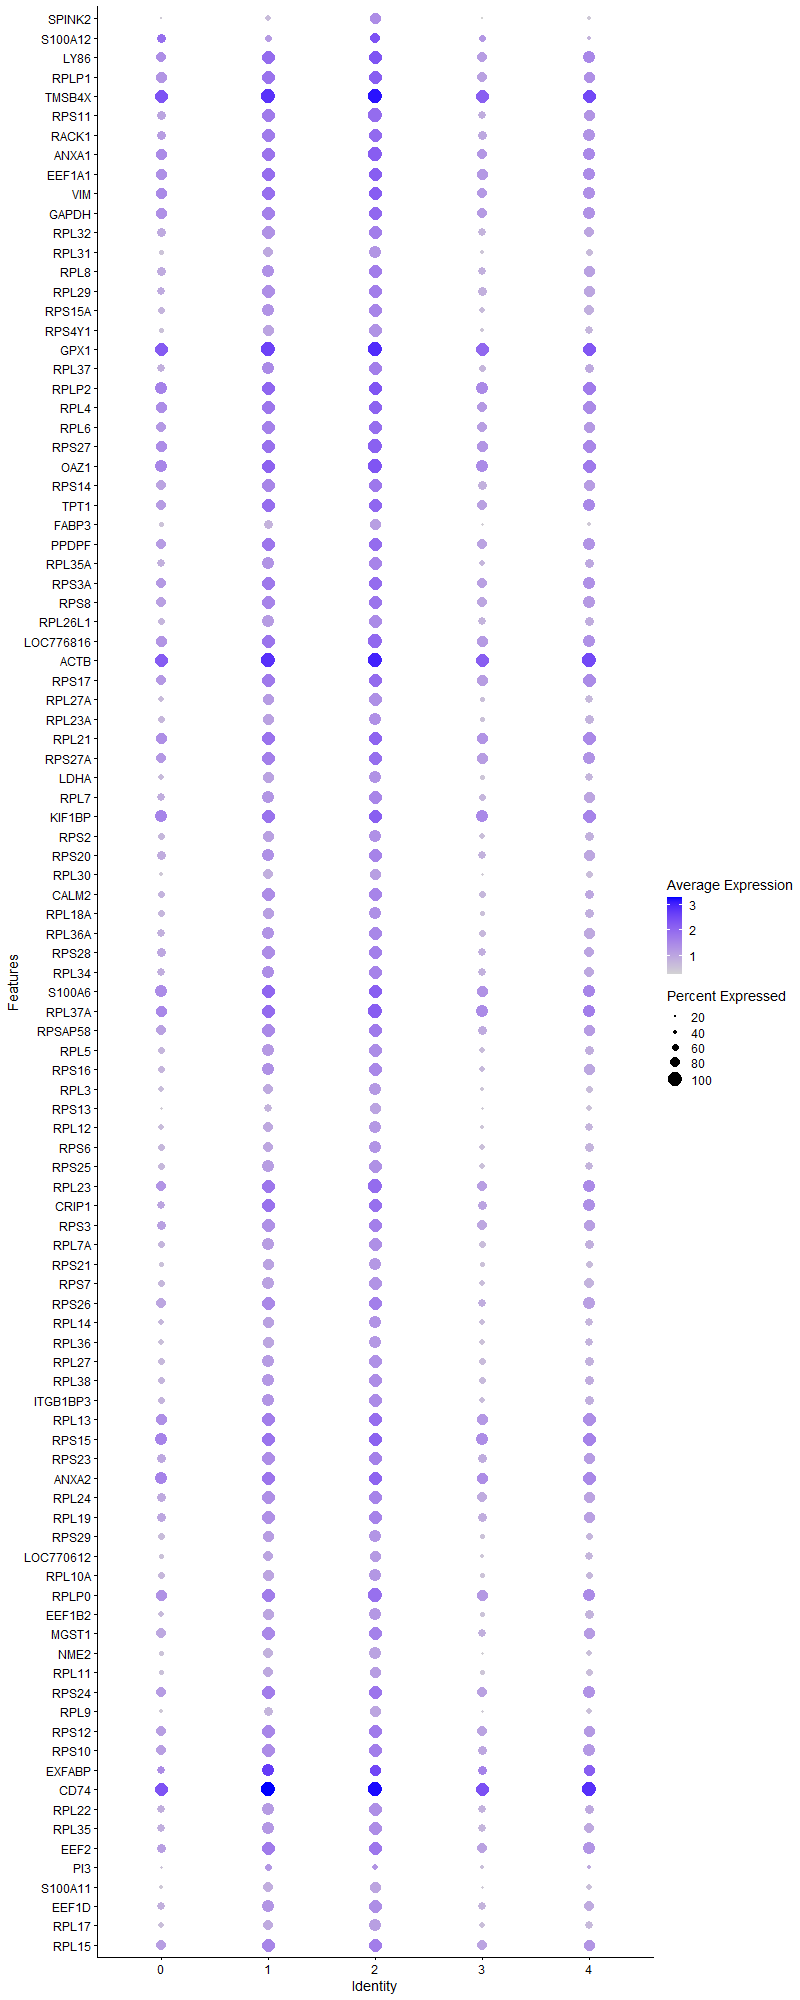 SPINK2
S100A12
LY86
RPLP1
TMSB4X
RPS11
RACK1
ANXA1
EEF1A1
VIM
GAPDH
RPL32
RPL31
RPL8
RPL29
RPS15A
RPS4Y1
GPX1
RPL37
RPLP2
RPL4
RPL6
RPS27
OAZ1
RPS14
TPT1
FABP3
PPDPF
RPL35A
RPS3A
RPS8
RPL26L1
LOC776816
ACTB
RPS17
RPL27A
RPL23A
RPL21
RPS27A
LDHA
RPL7
KIF1BP
RPS2
RPS20
RPL30
CALM2
RPL18A
RPL36A
RPS28
RPL34
S100A6
RPL37A
RPSAP58
RPL5
RPS16
RPL3
RPS13
RPL12
RPS6
RPS25
RPL23
CRIP1
RPS3
RPL7A
RPS21
RPS7
RPS26
RPL14
RPL36
RPL27
RPL38
ITGB1BP3
RPL13
RPS15
RPS23
ANXA2
RPL24
RPL19
RPS29
LOC770612
RPL10A
RPLP0
EEF1B2
MGST1
NME2
RPL11
RPS24
RPL9
RPS12
RPS10
EXFABP
CD74
RPL22
RPL35
EEF2
PI3
S100A11
EEF1D
RPL17
RPL15
Features
0 1 2 3 4
Identity
Average Expression
3
2
1
Percent Expressed
20
40
60
80
100